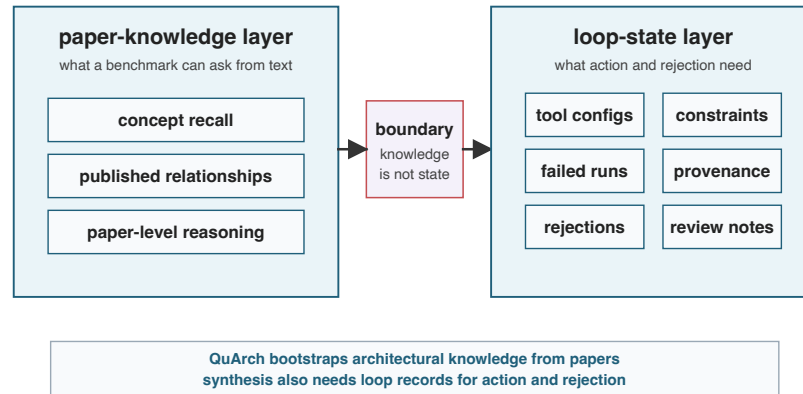 paper-knowledge layer
what a benchmark can ask from text
concept recall
published relationships
paper-level reasoning
boundary
knowledge
is not state
loop-state layer
what action and rejection need
tool configs
constraints
failed runs
provenance
rejections
review notes
QuArch bootstraps architectural knowledge from papers
synthesis also needs loop records for action and rejection